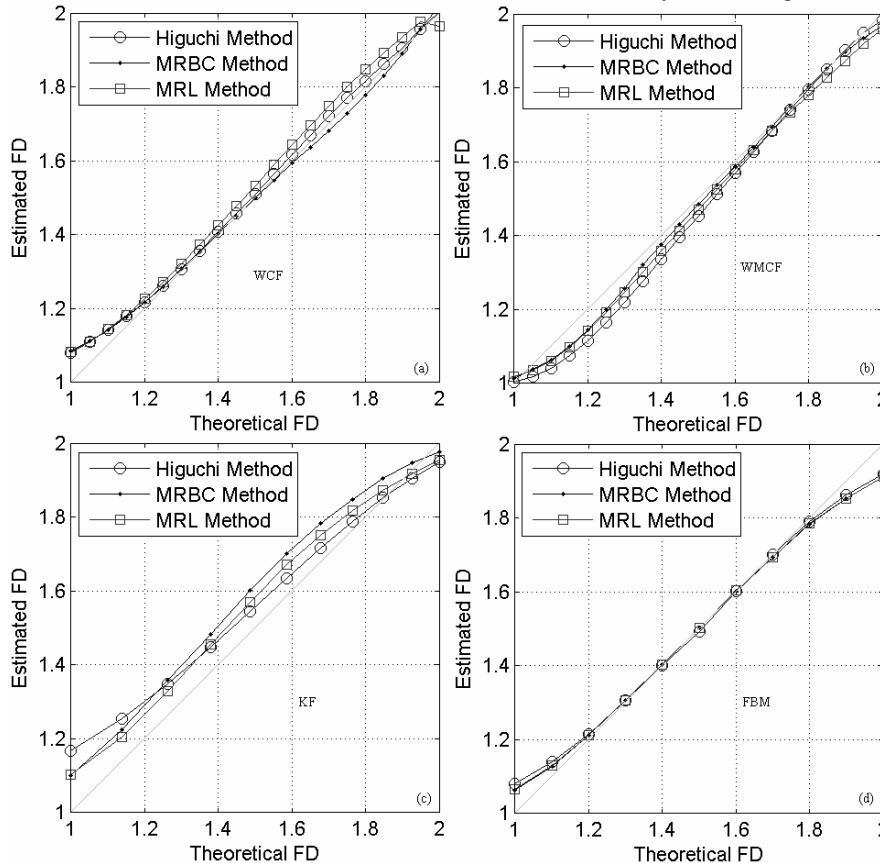 2
1.8
1.6
1.4
1.2
1
Estimated FD
Higuchi Method
MRBC Method
MRL Method
WCF
(a)
1 1.2 1.4 1.6 1.8 2
Theoretical FD
2
1.8
1.6
1.4
1.2
1
Estimated FD
Higuchi Method
MRBC Method
MRL Method
WMCF
(b)
1 1.2 1.4 1.6 1.8 2
Theoretical FD
2
1.8
1.6
1.4
1.2
1
Estimated FD
Higuchi Method
MRBC Method
MRL Method
KF
(c)
1 1.2 1.4 1.6 1.8 2
Theoretical FD
2
1.8
1.6
1.4
1.2
1
Estimated FD
Higuchi Method
MRBC Method
MRL Method
FBM
(d)
1 1.2 1.4 1.6 1.8 2
Theoretical FD